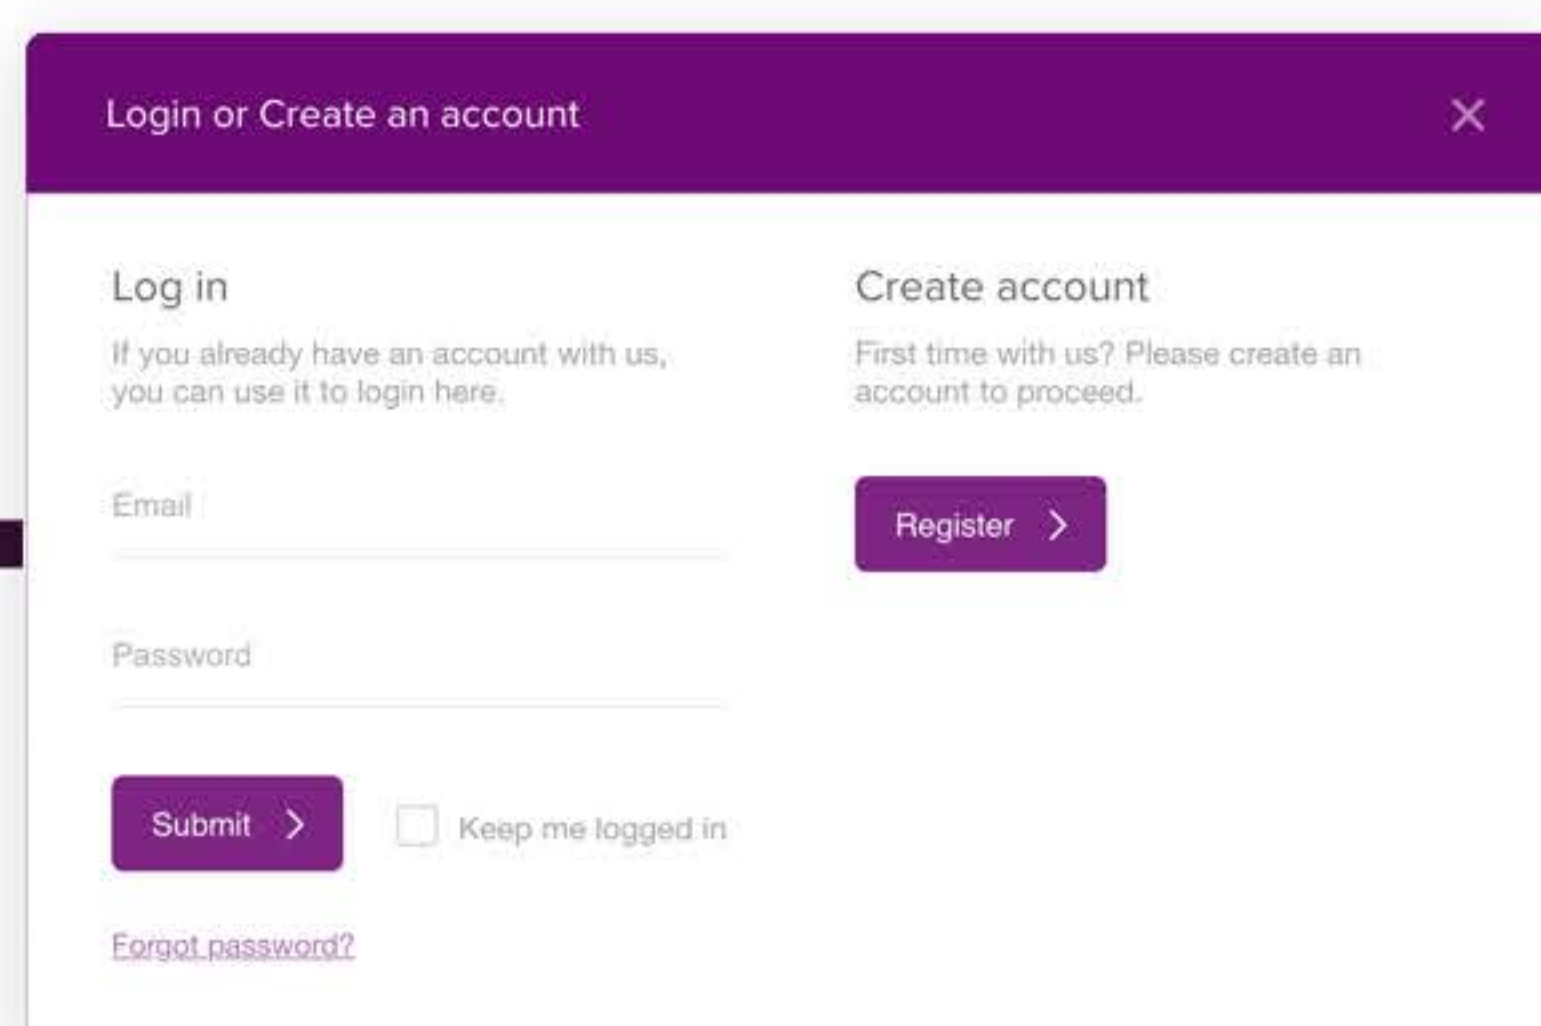 Login or Create an account
Log in
If you already have an account with us,
you can use it to login here.
Email
Password
Submit
Keep me logged in
Forgot password?
Create account
First time with us? Please create an
account to proceed.
Register